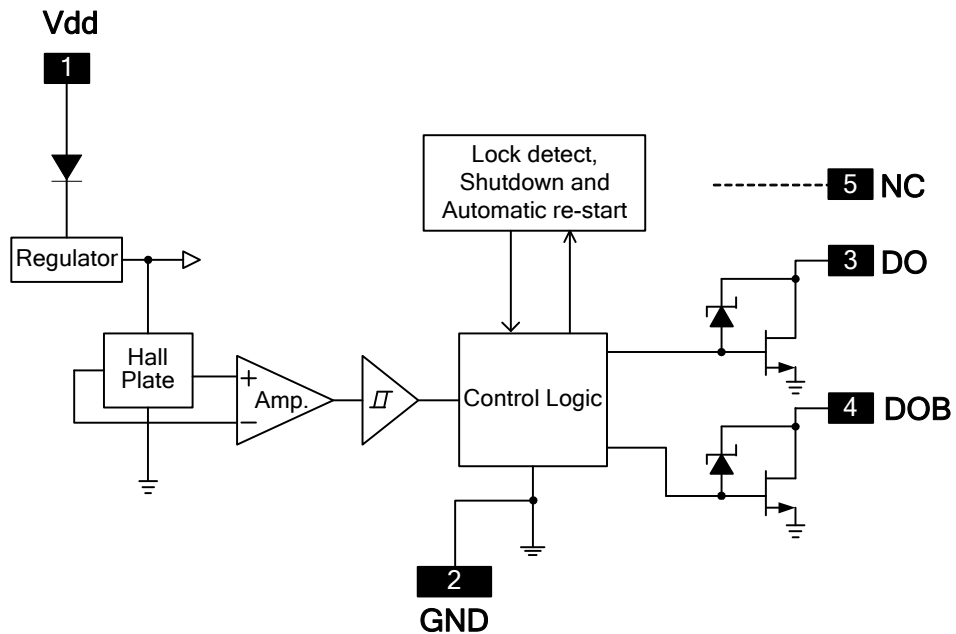 Vdd
1
Lock detect,
Shutdown and
Automatic re-start
5 NC
Regulator
3 DO
Hall
Plate
+
Amp.
−
Control Logic
4 DOB
2
GND